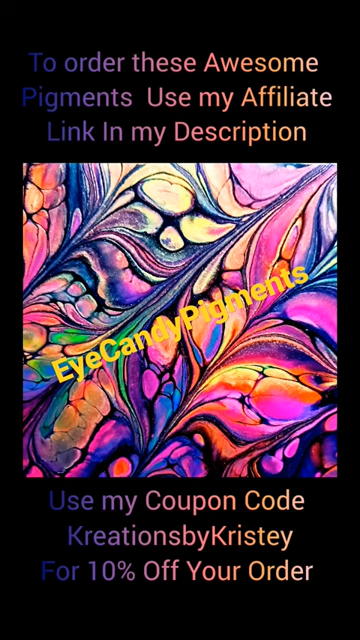 To order these Awesome
Pigments Use my Affiliate
Link In my Description
EyeCandyPigments
Use my Coupon Code
KreationsbyKristey
For 10% Off Your Order